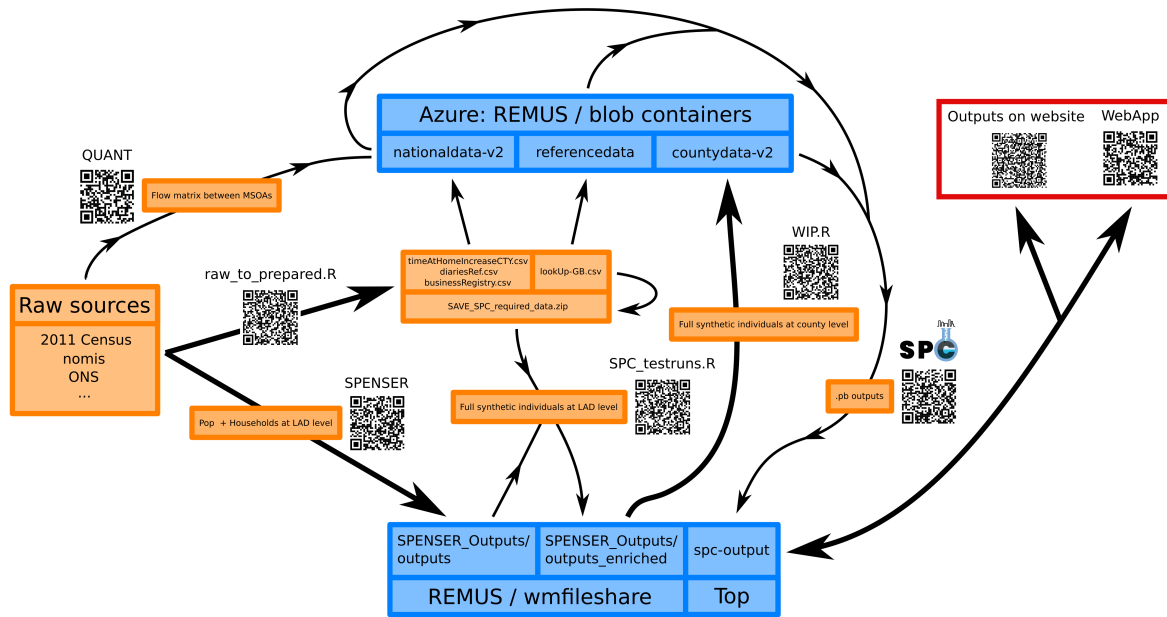 Azure: REMUS / blob containers
nationaldata-v2
referencedata
countydata-v2
Outputs on website
WebApp
QUANT
Flow matrix between MSOAs
raw_to_prepared.R
timeAtHomeIncreaseCTY.csv
diariesRef.csv
businessRegistry.csv
lookUp-GB.csv
SAVE_SPC_required_data.zip
WIP.R
Full synthetic individuals at county level
Raw sources
2011 Census
nomis
ONS
...
SPENSER
Pop + Households at LAD level
SPC_testruns.R
Full synthetic individuals at LAD level
SPC
.pb outputs
SPENSER_Outputs/
outputs
SPENSER_Outputs/
outputs_enriched
spc-output
REMUS / wmfileshare
Top